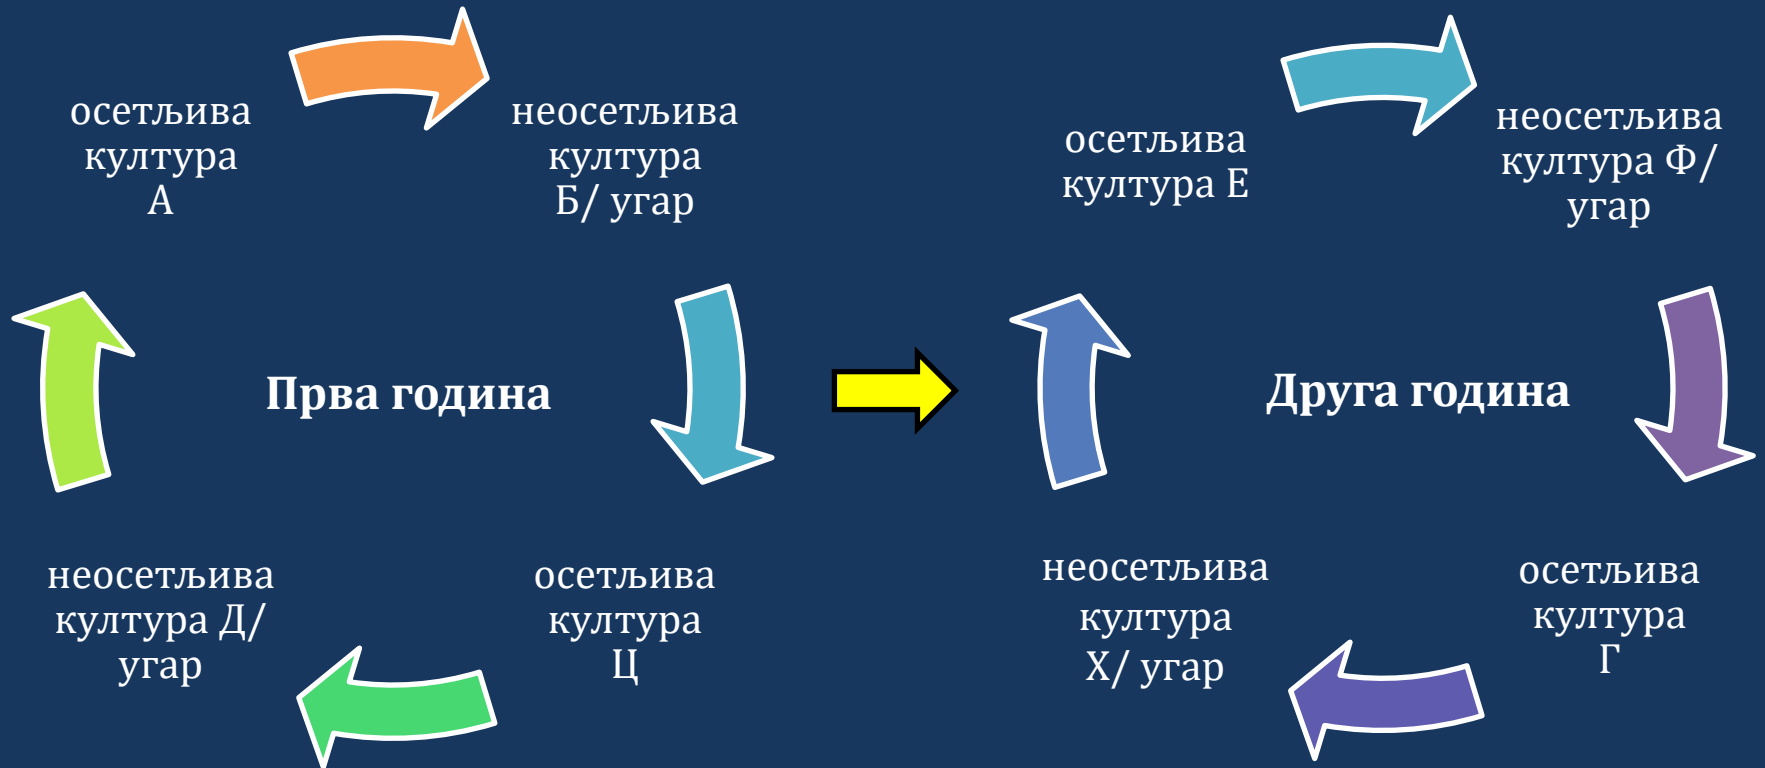 осетљива
култура
А
неосетљива
култура
Б/ угар
Прва година
неосетљива
култура Д/
угар
осетљива
култура
Ц
осетљива
култура Е
неосетљива
култура Ф/
угар
Друга година
неосетљива
култура
Х/ угар
осетљива
култура
Г